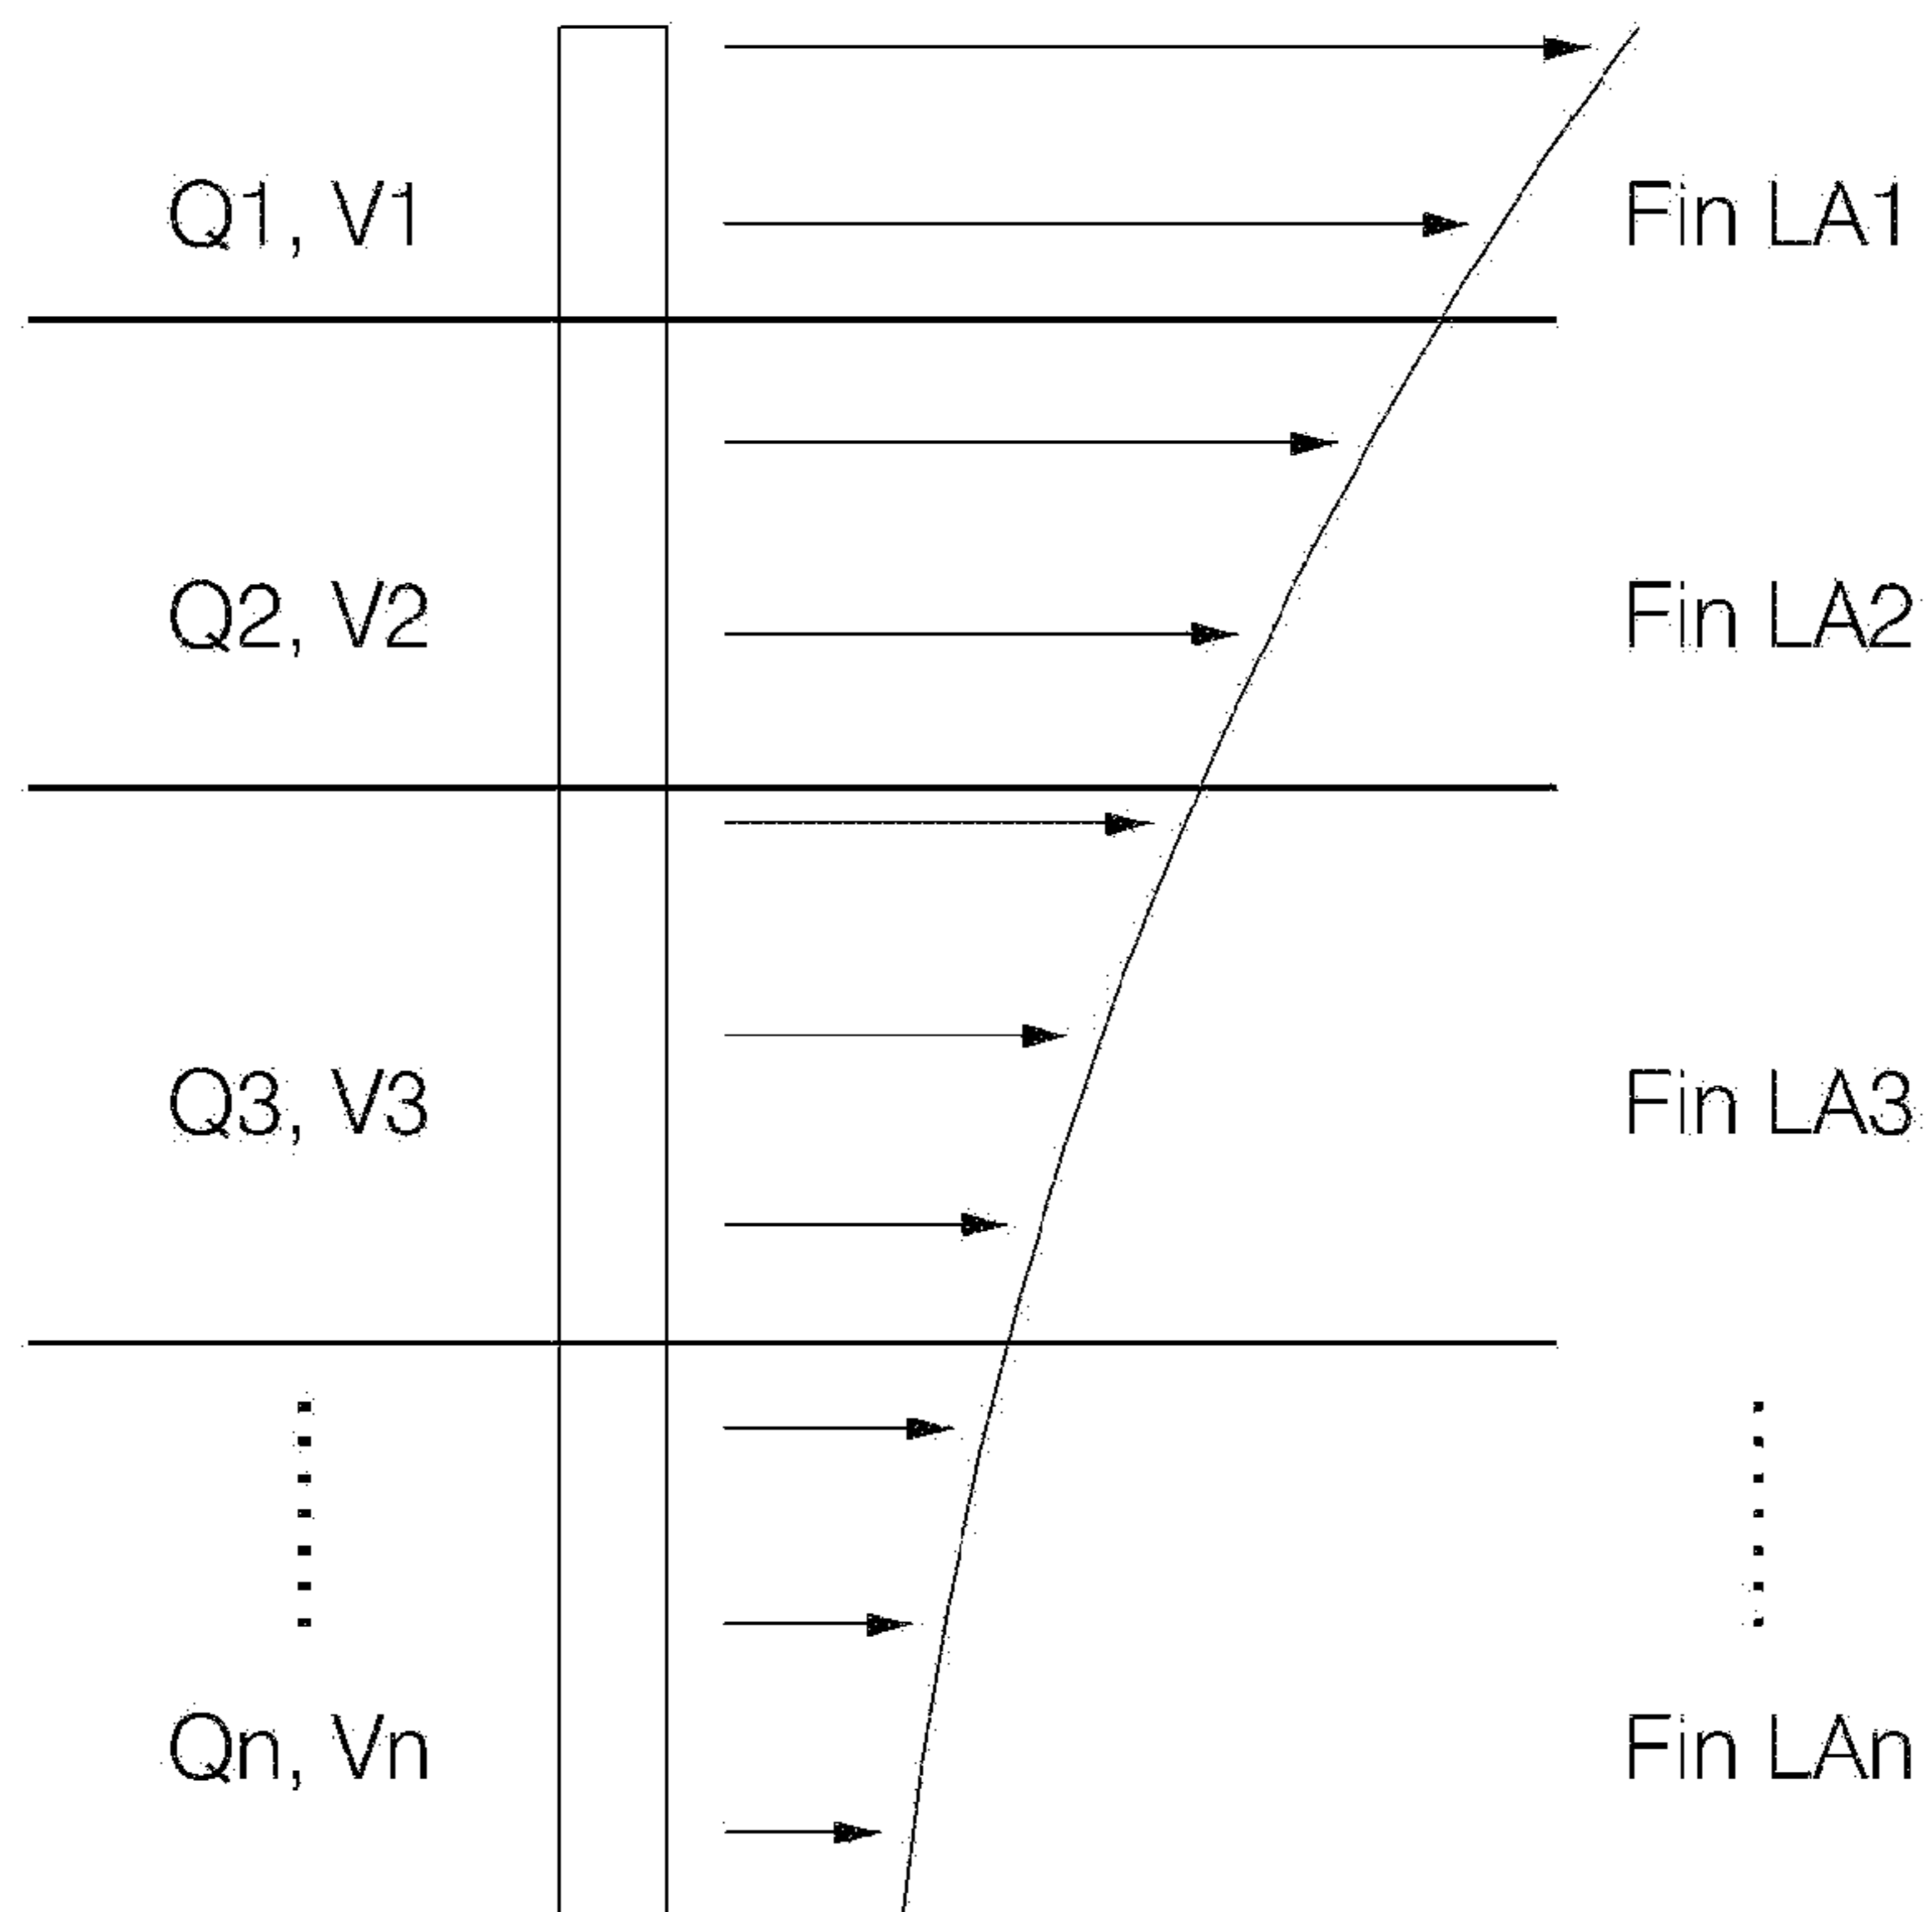 Q1, V1 Fin LA1
Q2, V2 Fin LA2
Q3, V3 Fin LA3
Qn, Vn Fin LAn